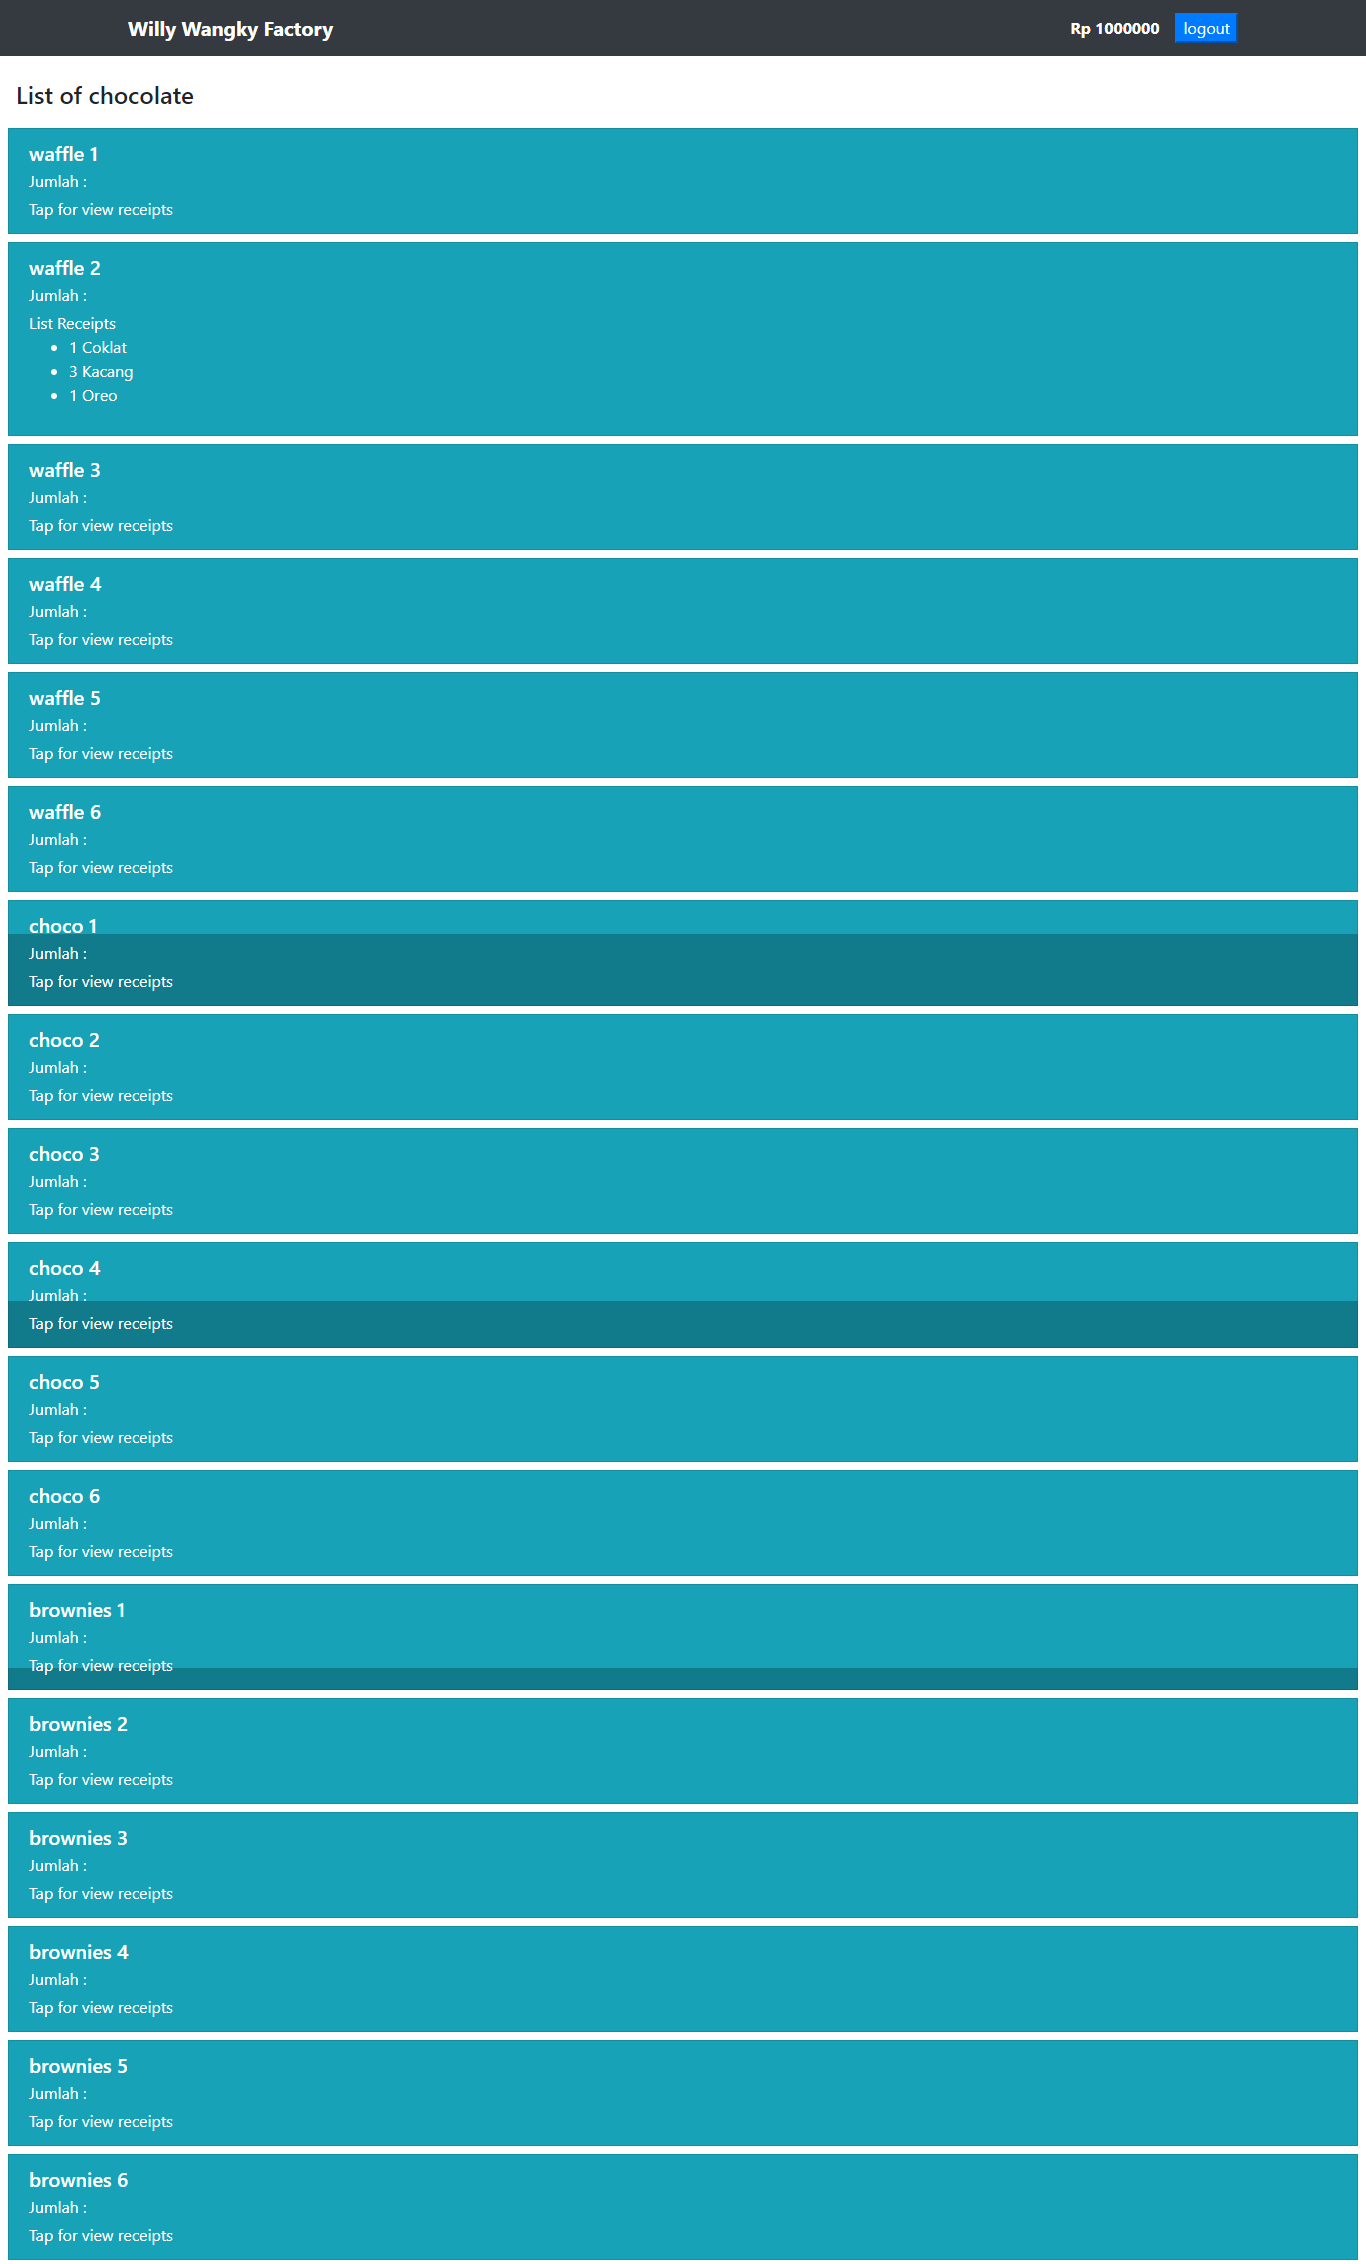 Willy Wangky Factory
Rp 1000000 logout
List of chocolate
waffle 1
Jumlah :
Tap for view receipts
waffle 2
Jumlah :
List Receipts
1 Coklat
3 Kacang
1 Oreo
waffle 3
Jumlah :
Tap for view receipts
waffle 4
Jumlah :
Tap for view receipts
waffle 5
Jumlah :
Tap for view receipts
waffle 6
Jumlah :
Tap for view receipts
choco 1
Jumlah :
Tap for view receipts
choco 2
Jumlah :
Tap for view receipts
choco 3
Jumlah :
Tap for view receipts
choco 4
Jumlah :
Tap for view receipts
choco 5
Jumlah :
Tap for view receipts
choco 6
Jumlah :
Tap for view receipts
brownies 1
Jumlah :
Tap for view receipts
brownies 2
Jumlah :
Tap for view receipts
brownies 3
Jumlah :
Tap for view receipts
brownies 4
Jumlah :
Tap for view receipts
brownies 5
Jumlah :
Tap for view receipts
brownies 6
Jumlah :
Tap for view receipts